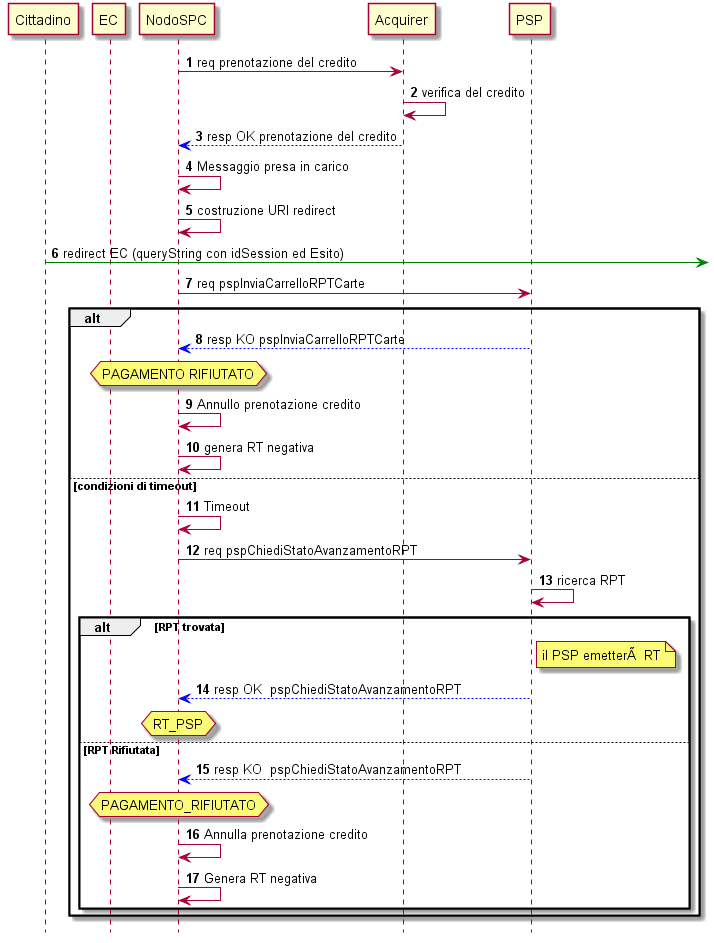 Cittadino EC NodoSPC Acquirer PSP
1 req prenotazione del credito
2 verifica del credito
3 resp OK prenotazione del credito
4 Messaggio presa in carico
5 costruzione URI redirect
6 redirect EC (queryString con idSession ed Esito)
7 req pspInviaCarrelloRPTCarte
alt
8 resp KO pspInviaCarrelloRPTCarte
PAGAMENTO RIFIUTATO
9 Annullo prenotazione credito
10 genera RT negativa
[condizioni di timeout]
11 Timeout
12 req pspChiediStatoAvanzamentoRPT
13 ricerca RPT
alt [RPT trovata]
il PSP emetterÃ RT
14 resp OK pspChiediStatoAvanzamentoRPT
RT_PSP
[RPT Rifiutata]
15 resp KO pspChiediStatoAvanzamentoRPT
PAGAMENTO_RIFIUTATO
16 Annulla prenotazione credito
17 Genera RT negativa